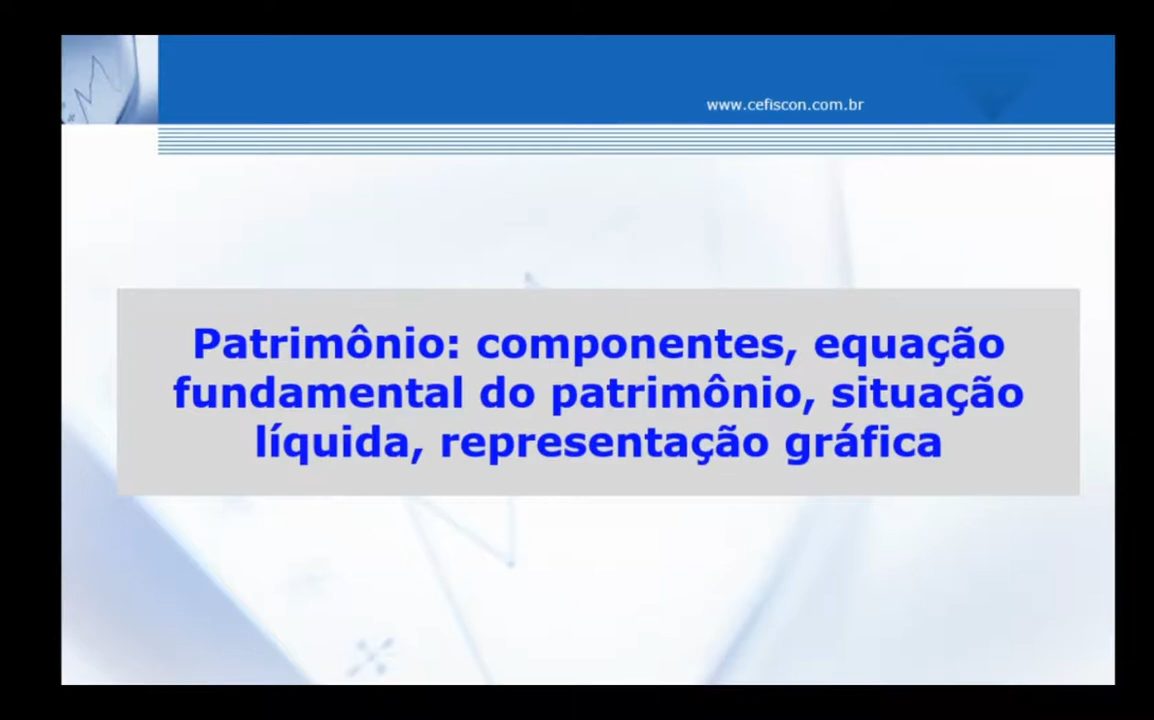 www.cefiscon.com.br
Patrimônio: componentes, equação
fundamental do patrimônio, situação
líquida, representação gráfica